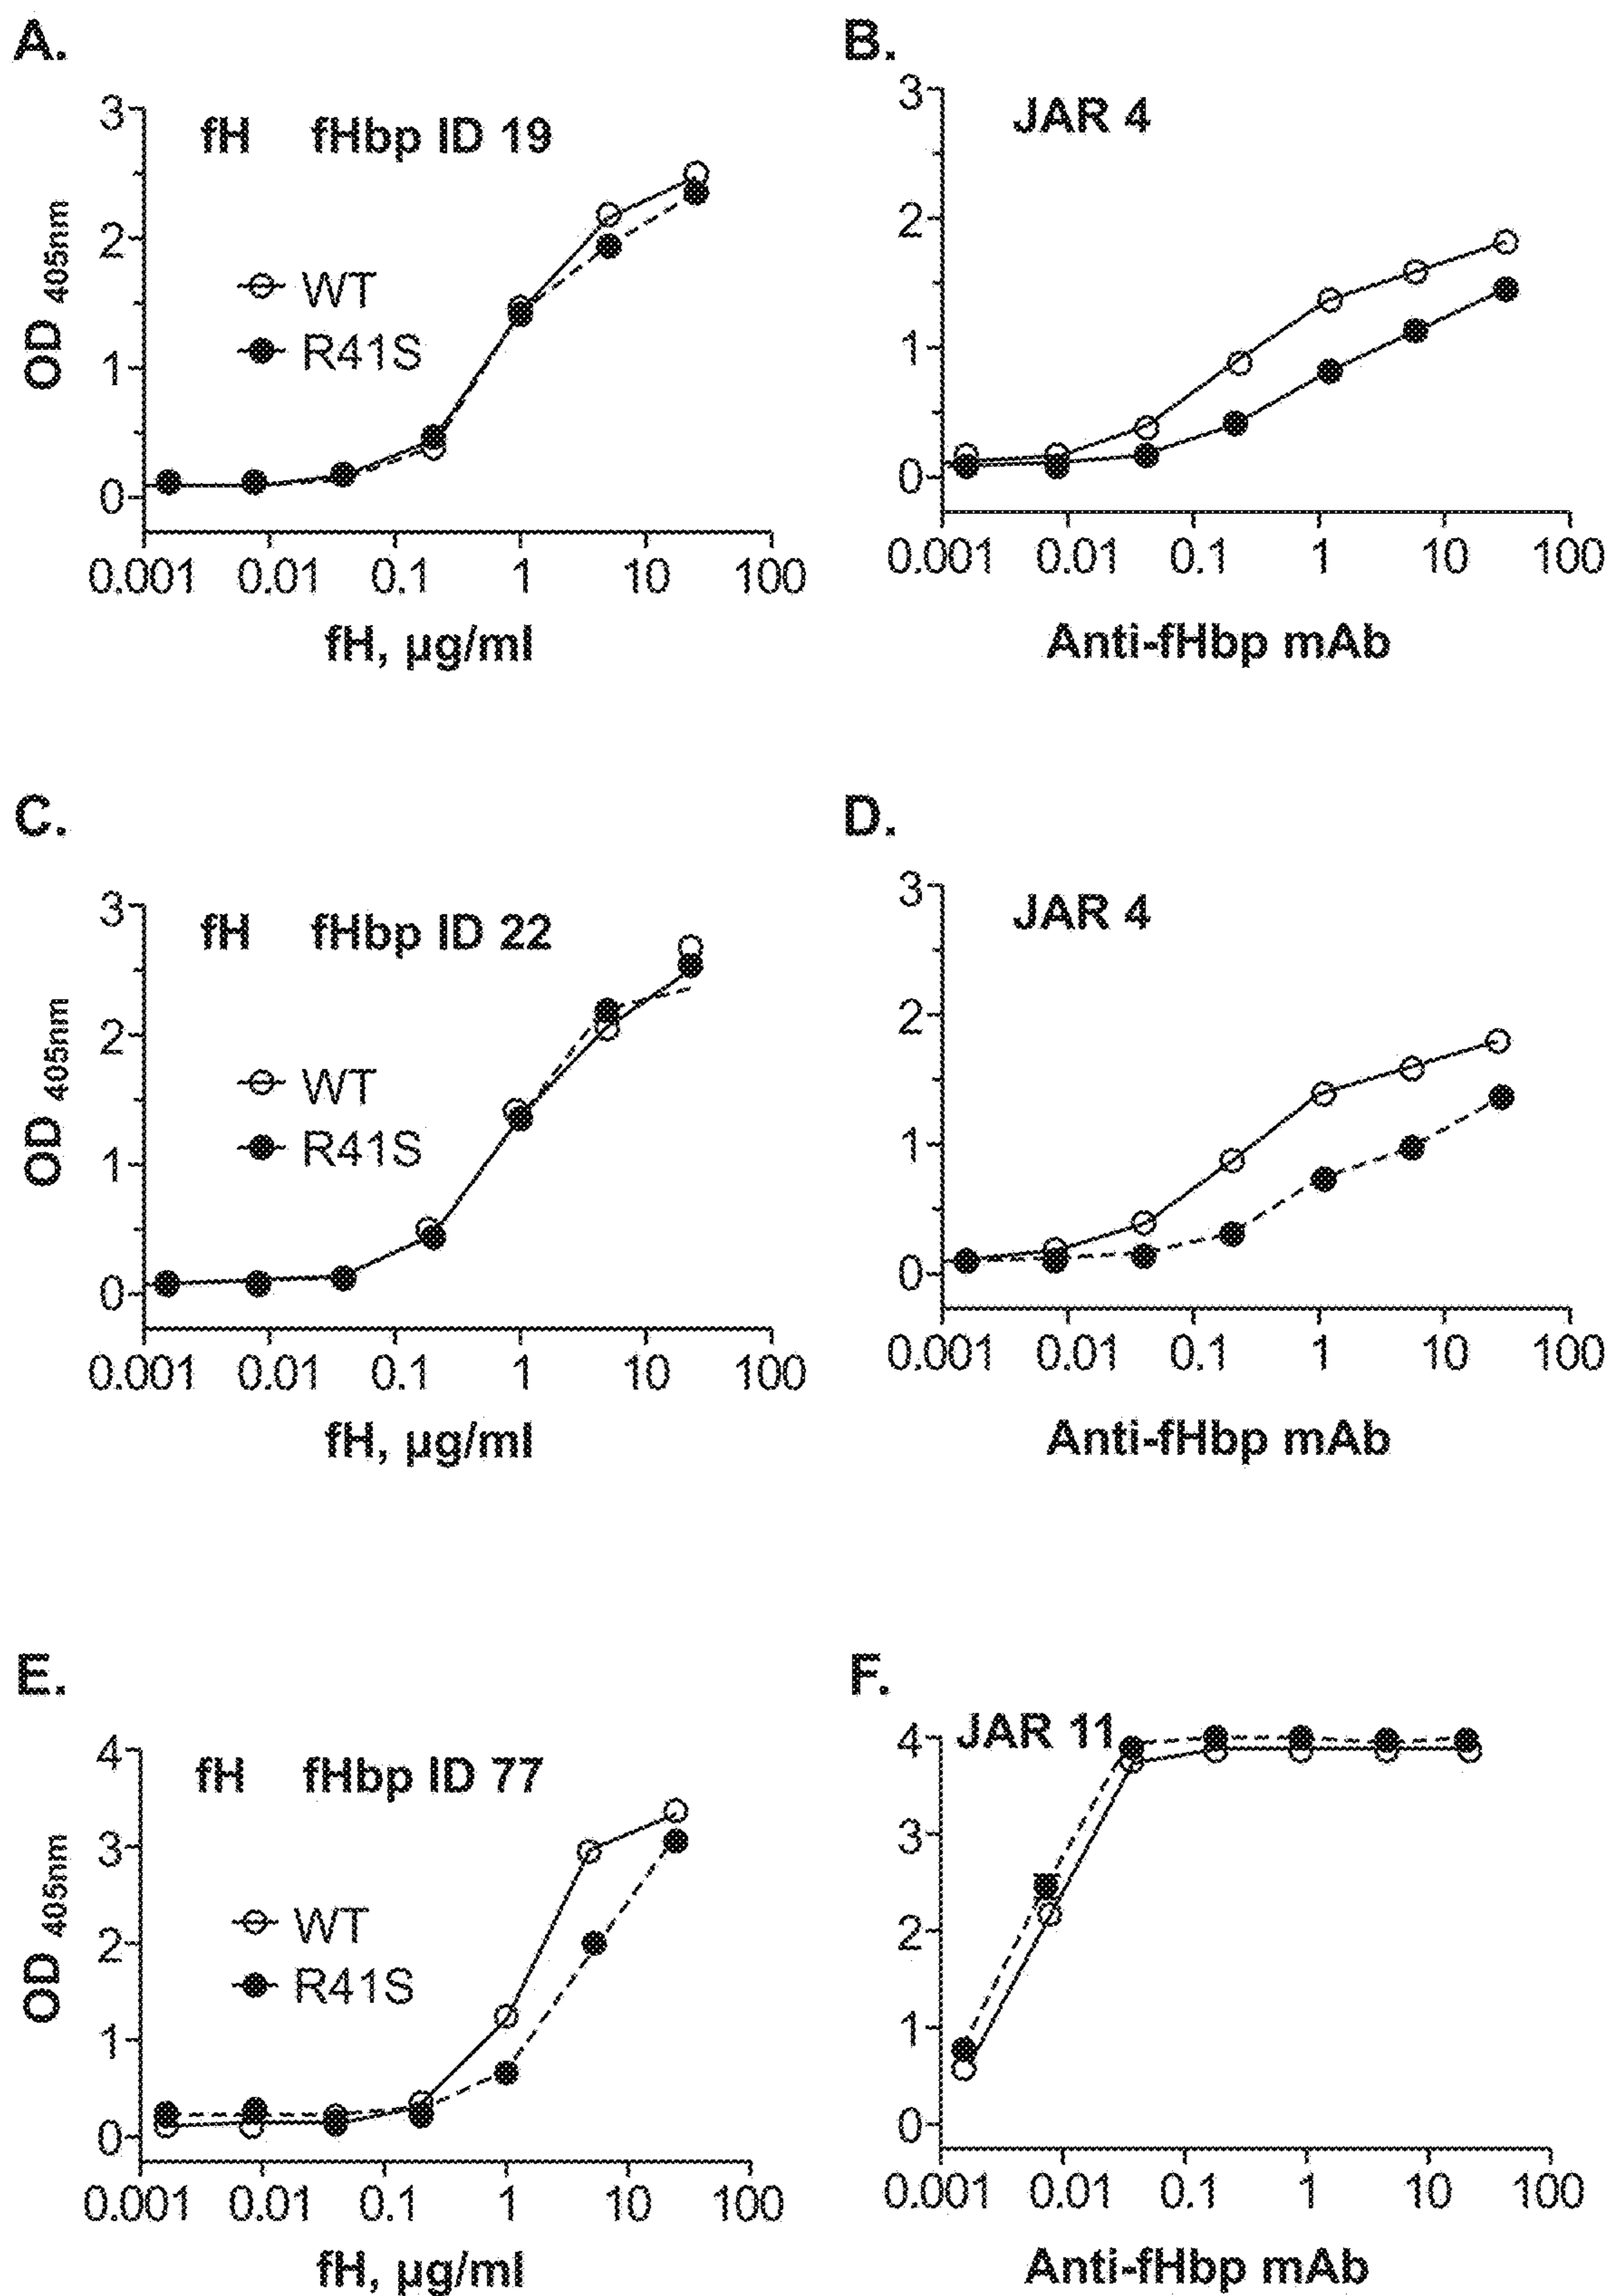 A.
fH fHbp ID 19
3
2
1
0
OD 405nm
WT
R41S
0.001 0.01 0.1 1 10 100
fH, µg/ml
B.
JAR 4
3
2
1
0
0.001 0.01 0.1 1 10 100
Anti-fHbp mAb
C.
fH fHbp ID 22
3
2
1
0
OD 405nm
WT
R41S
0.001 0.01 0.1 1 10 100
fH, µg/ml
D.
JAR 4
3
2
1
0
0.001 0.01 0.1 1 10 100
Anti-fHbp mAb
E.
fH fHbp ID 77
4
3
2
1
0
OD 405nm
WT
R41S
0.001 0.01 0.1 1 10 100
fH, µg/ml
F.
JAR 11
4
3
2
1
0
0.001 0.01 0.1 1 10 100
Anti-fHbp mAb